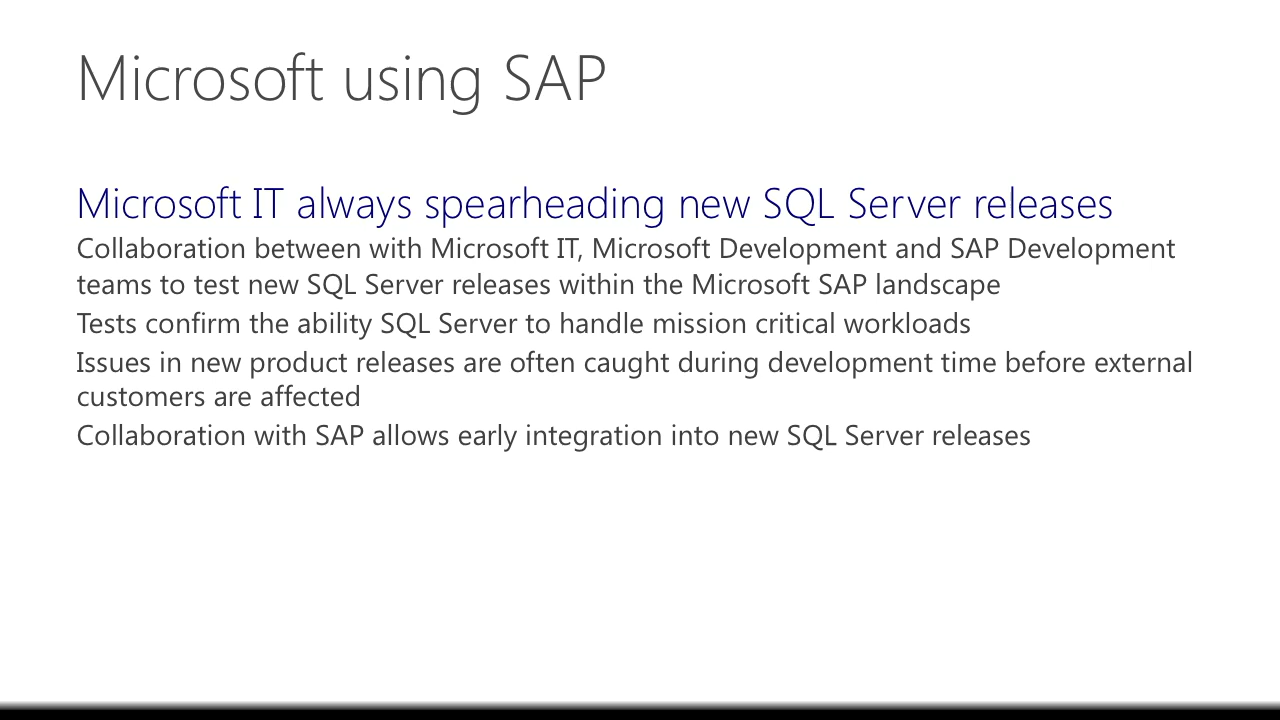 Microsoft using SAP
Microsoft IT always spearheading new SQL Server releases
Collaboration between with Microsoft IT, Microsoft Development and SAP Development
teams to test new SQL Server releases within the Microsoft SAP landscape
Tests confirm the ability SQL Server to handle mission critical workloads
Issues in new product releases are often caught during development time before external
customers are affected
Collaboration with SAP allows early integration into new SQL Server releases